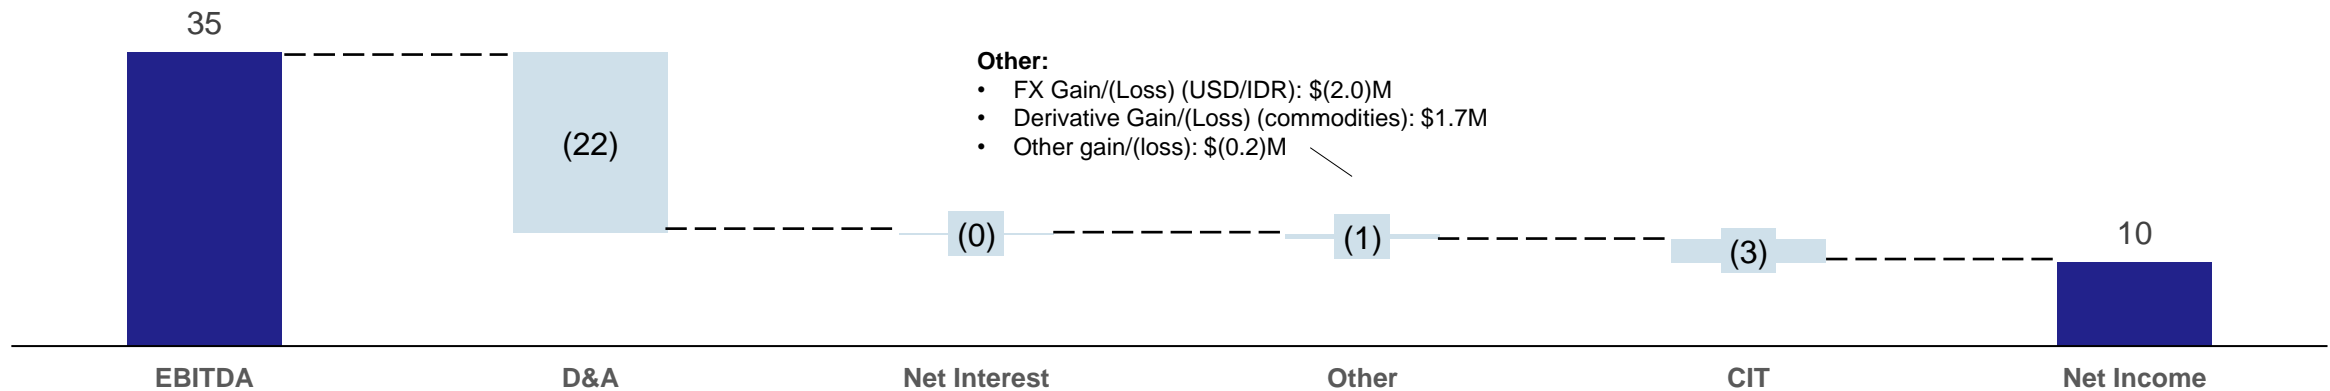 35
Other:
• FX Gain/(Loss) (USD/IDR): $(2.0)M
• Derivative Gain/(Loss) (commodities): $1.7M
• Other gain/(loss): $(0.2)M
(22)
(0)
(1)
(3)
10
EBITDA
D&A
Net Interest
Other
CIT
Net Income